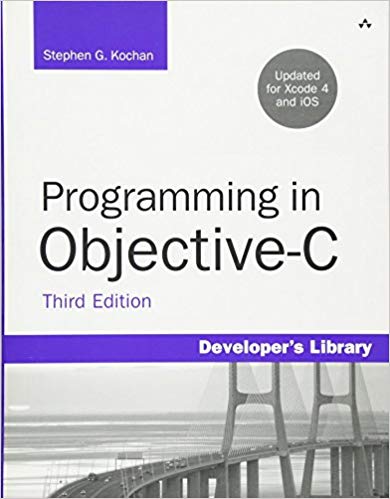 Stephen G. Kochan
Updated
for Xcode 4
and iOS
Programming in
Objective-C
Third Edition
Developer's Library